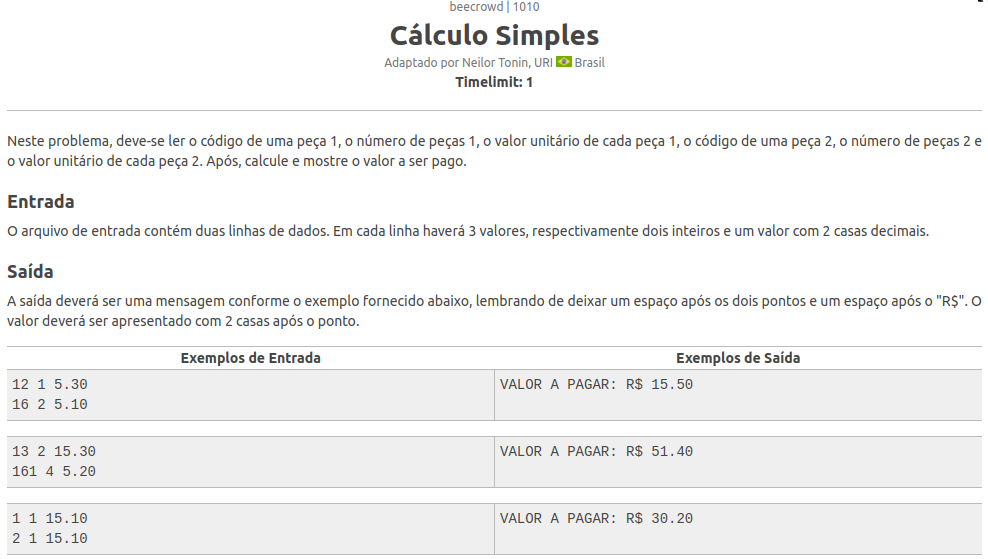 beecrowd | 1010
Cálculo Simples
Adaptado por Neilor Tonin, URI Brasil
Timelimit: 1
Neste problema, deve-se ler o código de uma peça 1, o número de peças 1, o valor unitário de cada peça 1, o código de uma peça 2, o número de peças 2 e
o valor unitário de cada peça 2. Após, calcule e mostre o valor a ser pago.
Entrada
O arquivo de entrada contém duas linhas de dados. Em cada linha haverá 3 valores, respectivamente dois inteiros e um valor com 2 casas decimais.
Saída
A saída deverá ser uma mensagem conforme o exemplo fornecido abaixo, lembrando de deixar um espaço após os dois pontos e um espaço após o "R$". O
valor deverá ser apresentado com 2 casas após o ponto.
Exemplos de Entrada Exemplos de Saída
12 1 5.30 VALOR A PAGAR: R$ 15.50
16 2 5.10
13 2 15.30 VALOR A PAGAR: R$ 51.40
161 4 5.20
1 1 15.10 VALOR A PAGAR: R$ 30.20
2 1 15.10